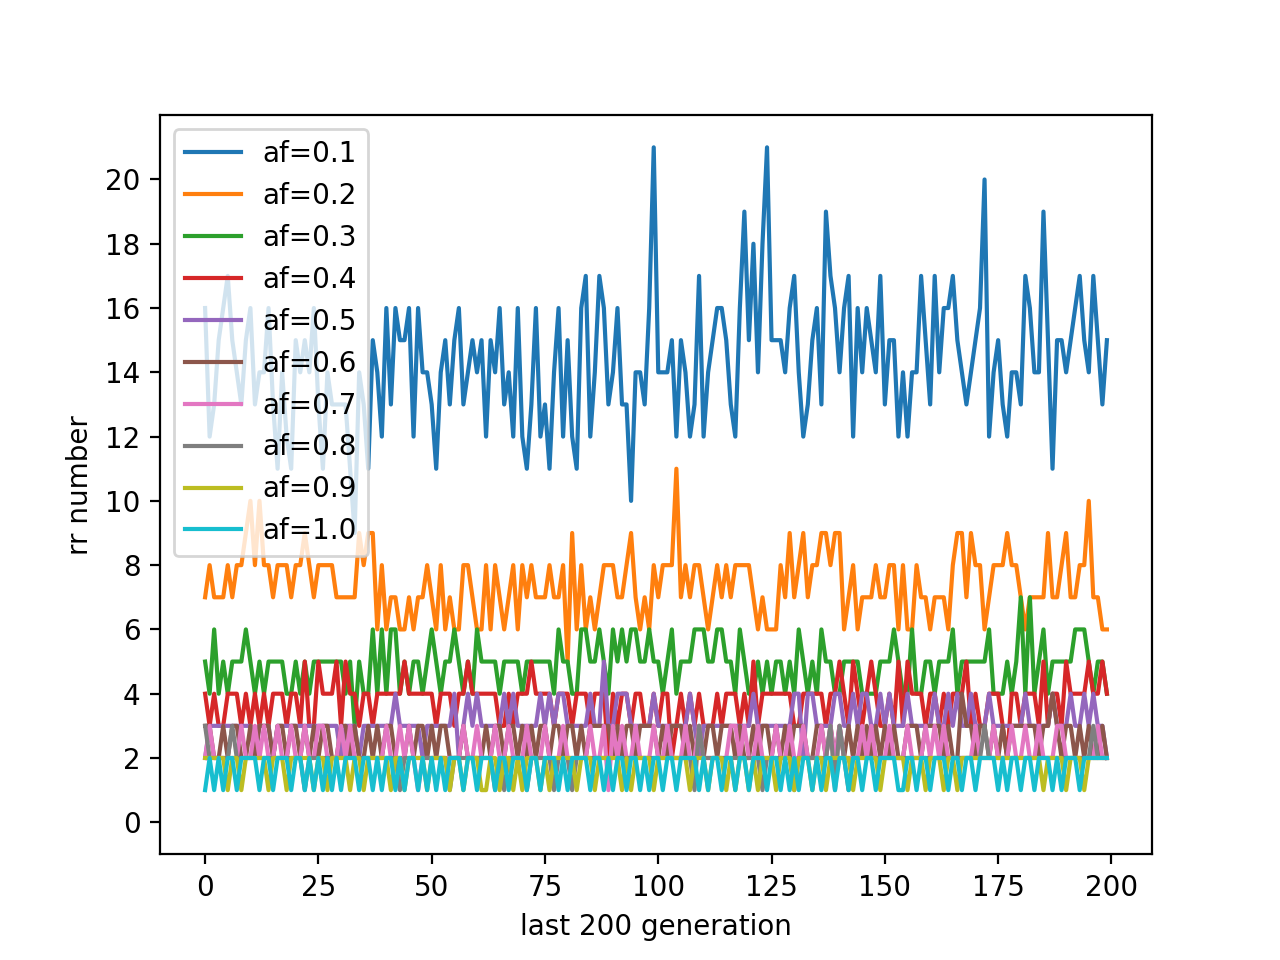 af=0.1
af=0.2
af=0.3
af=0.4
af=0.5
af=0.6
af=0.7
af=0.8
af=0.9
af=1.0
20
18
16
14
12
10
8
6
4
2
0
rr number
0 25 50 75 100 125 150 175 200
last 200 generation